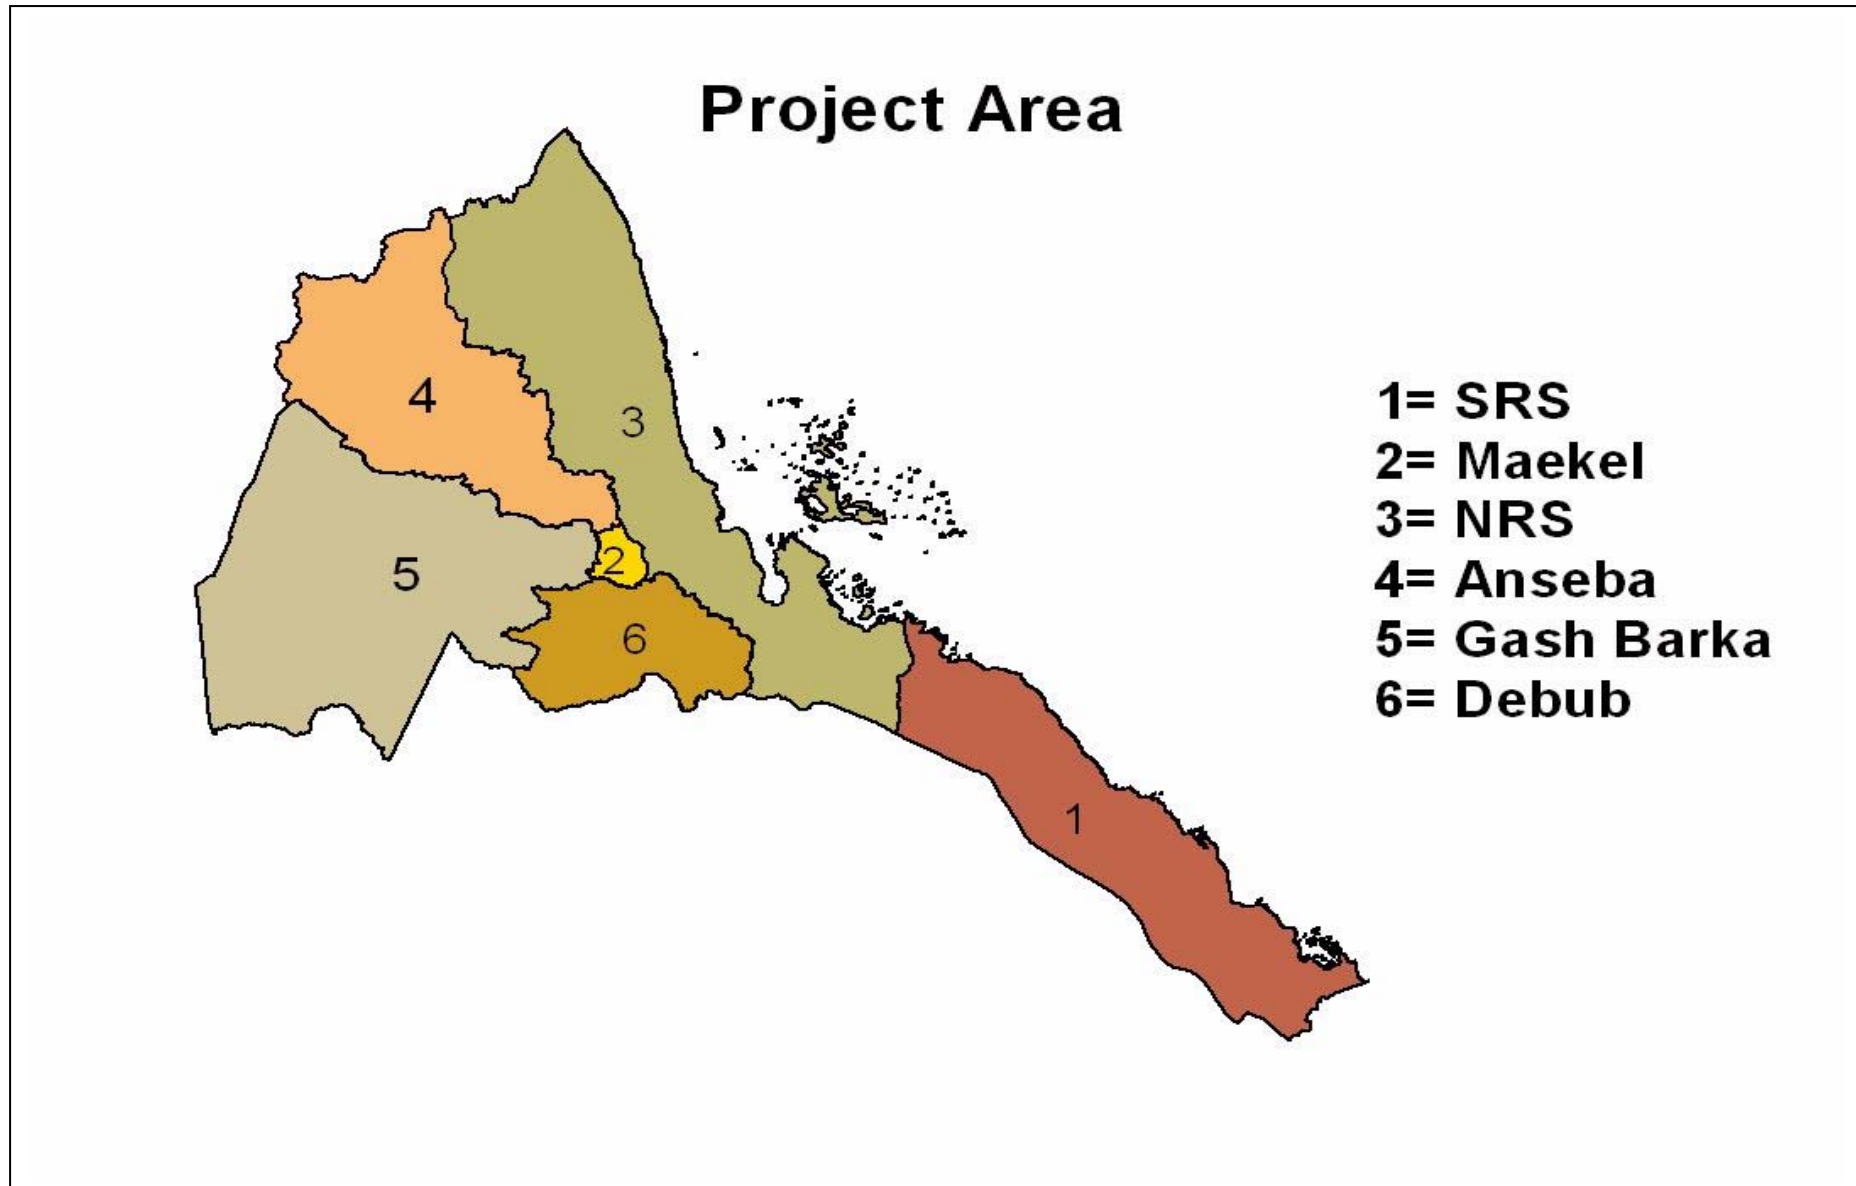 Project Area
4
3
1= SRS
2= Maekel
3= NRS
4= Anseba
5= Gash Barka
6= Debub
2
5
6
1